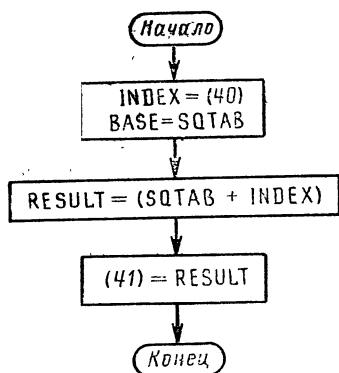 Начало
INDEX = (40)
BASE = SQTAB
RESULT = (SQTAB + INDEX)
(41) = RESULT
Конец